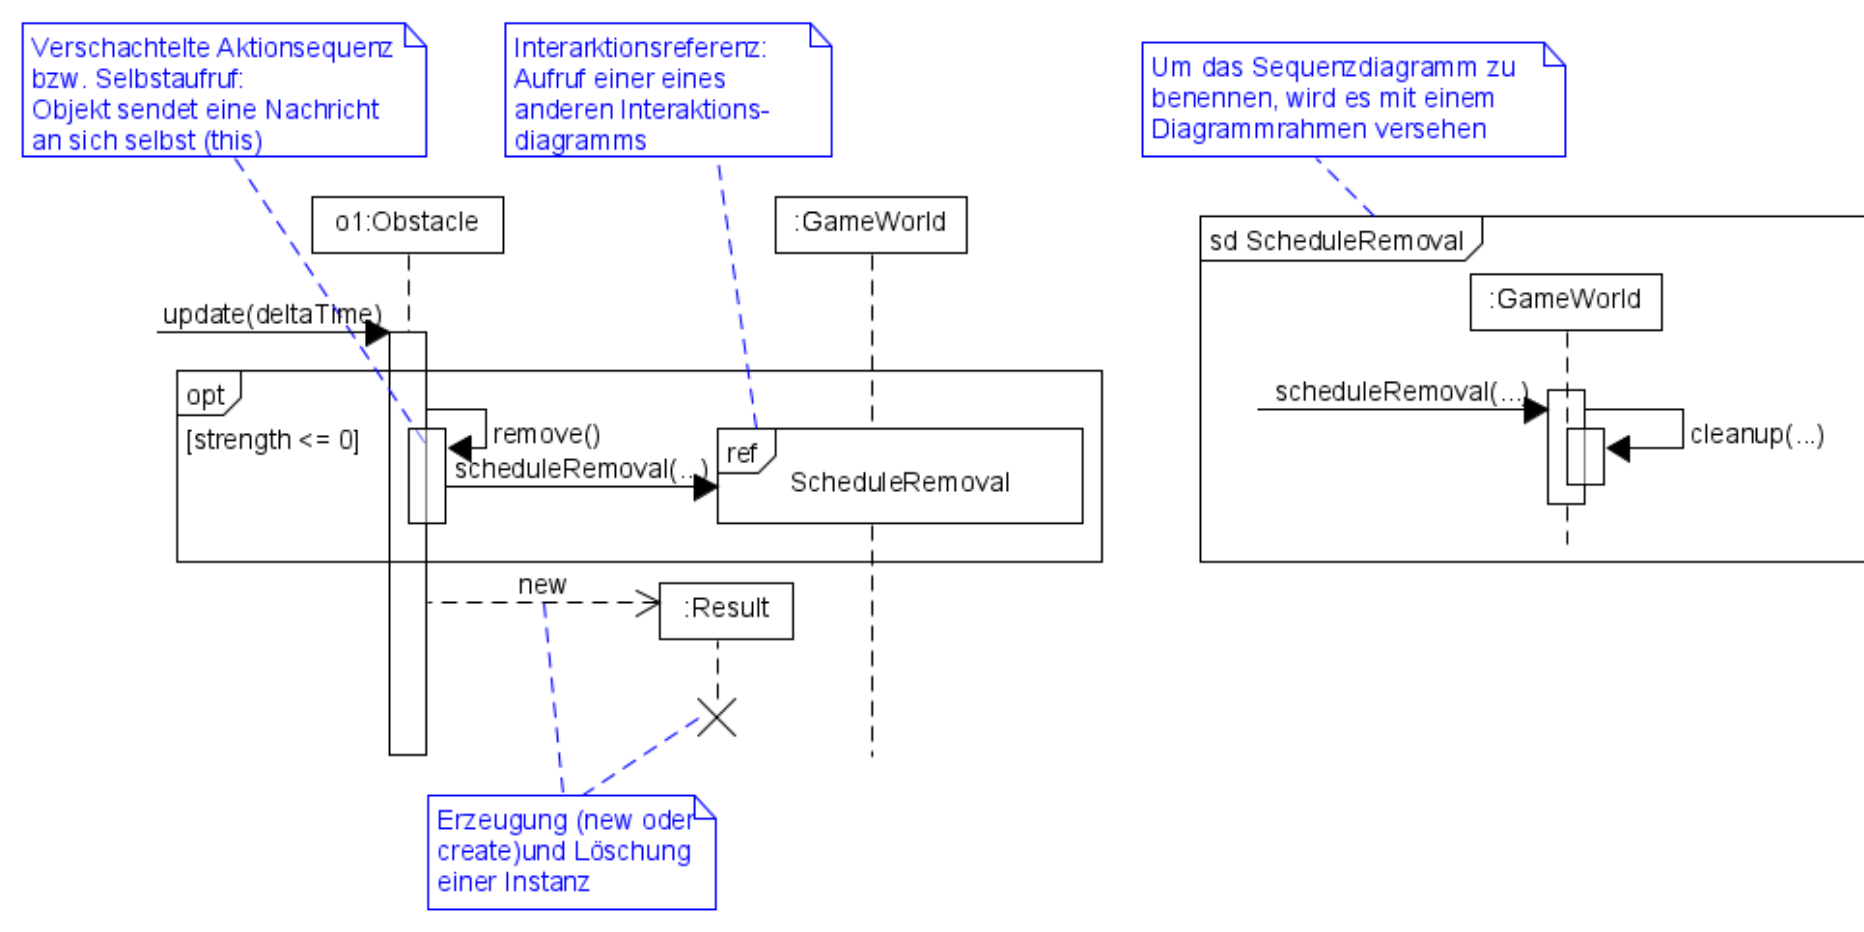 Verschachtelte Aktionsequenz
bzw. Selbstaufruf:
Objekt sendet eine Nachricht
an sich selbst (this)
Interarktionsreferenz:
Aufruf einer eines
anderen Interaktions-
diagramms
Um das Sequenzdiagramm zu
benennen, wird es mit einem
Diagrammrahmen versehen
o1:Obstacle
:GameWorld
update(deltaTime)
opt
[strength <= 0]
remove()
scheduleRemoval(...)
ref
ScheduleRemoval
new
:Result
Erzeugung (new oder
create)und Löschung
einer Instanz
sd ScheduleRemoval
:GameWorld
scheduleRemoval(...)
cleanup(...)